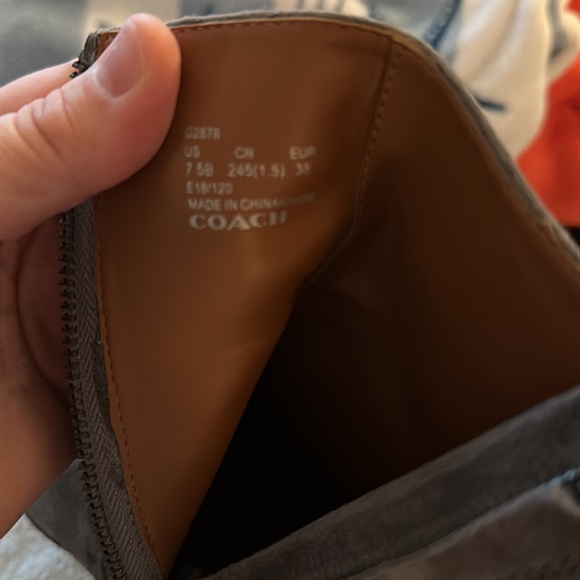 G2878
US CN EUR
7.5B 245(1.5) 38
E18/120
MADE IN CHINA
COACH